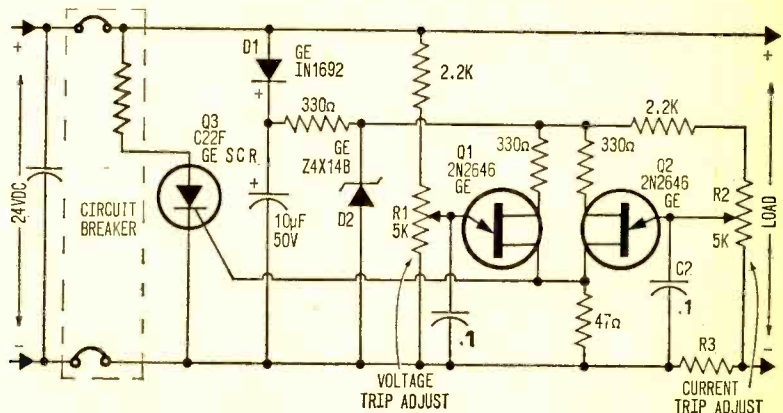 +
24VDC
-
CIRCUIT
BREAKER
Q3
C22F
GE SCR
D1
GE
IN1692
+
330Ω
+
10µF
50V
GE
Z4X14B
D2
2.2K
R1
5K
VOLTAGE
TRIP ADJUST
Q1
2N2646
GE
330Ω
.1
330Ω
Q2
2N2646
GE
47Ω
2.2K
R2
5K
C2
.1
R3
CURRENT
TRIP ADJUST
+
LOAD
-